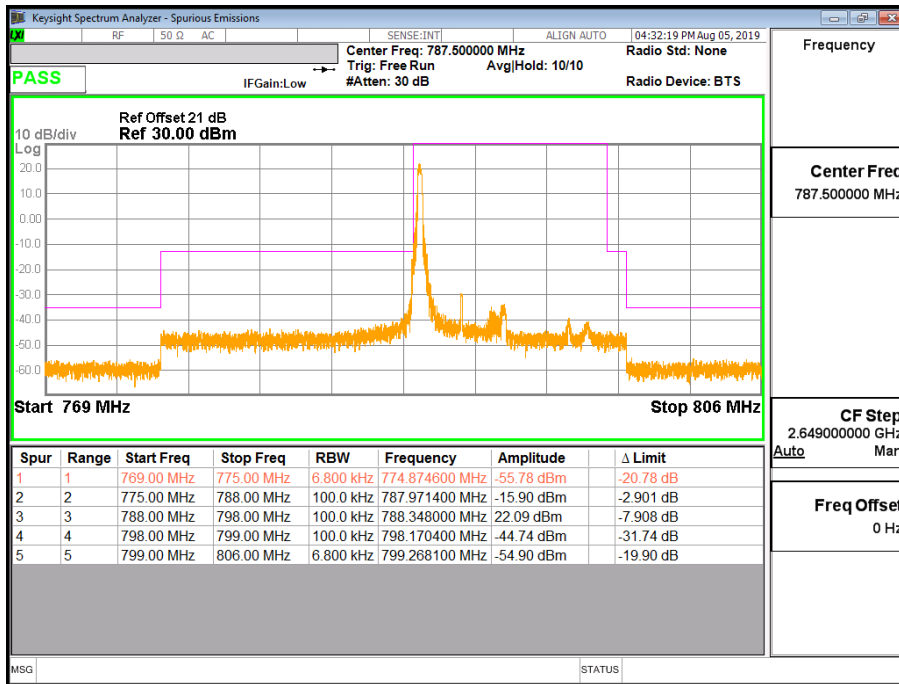 Keysight Spectrum Analyzer - Spurious Emissions
LXI RF 50 Ω AC SENSE:INT ALIGN AUTO 04:32:19 PM Aug 05, 2019
Center Freq: 787.500000 MHz Radio Std: None
Trig: Free Run Avg|Hold: 10/10
PASS IFGain:Low #Atten: 30 dB Radio Device: BTS
Ref Offset 21 dB
10 dB/div Ref 30.00 dBm
Log
20.0
10.0
0.00
-10.0
-20.0
-30.0
-40.0
-50.0
-60.0
Start 769 MHz Stop 806 MHz
Spur Range Start Freq Stop Freq RBW Frequency Amplitude Δ Limit
1 1 769.00 MHz 775.00 MHz 6.800 kHz 774.874600 MHz -55.78 dBm -20.78 dB
2 2 775.00 MHz 788.00 MHz 100.0 kHz 787.971400 MHz -15.90 dBm -2.901 dB
3 3 788.00 MHz 798.00 MHz 100.0 kHz 788.348000 MHz 22.09 dBm -7.908 dB
4 4 798.00 MHz 799.00 MHz 100.0 kHz 798.170400 MHz -44.74 dBm -31.74 dB
5 5 799.00 MHz 806.00 MHz 6.800 kHz 799.268100 MHz -54.90 dBm -19.90 dB
MSG STATUS
Frequency
Center Freq
787.500000 MHz
CF Step
2.649000000 GHz
Auto Man
Freq Offset
0 Hz